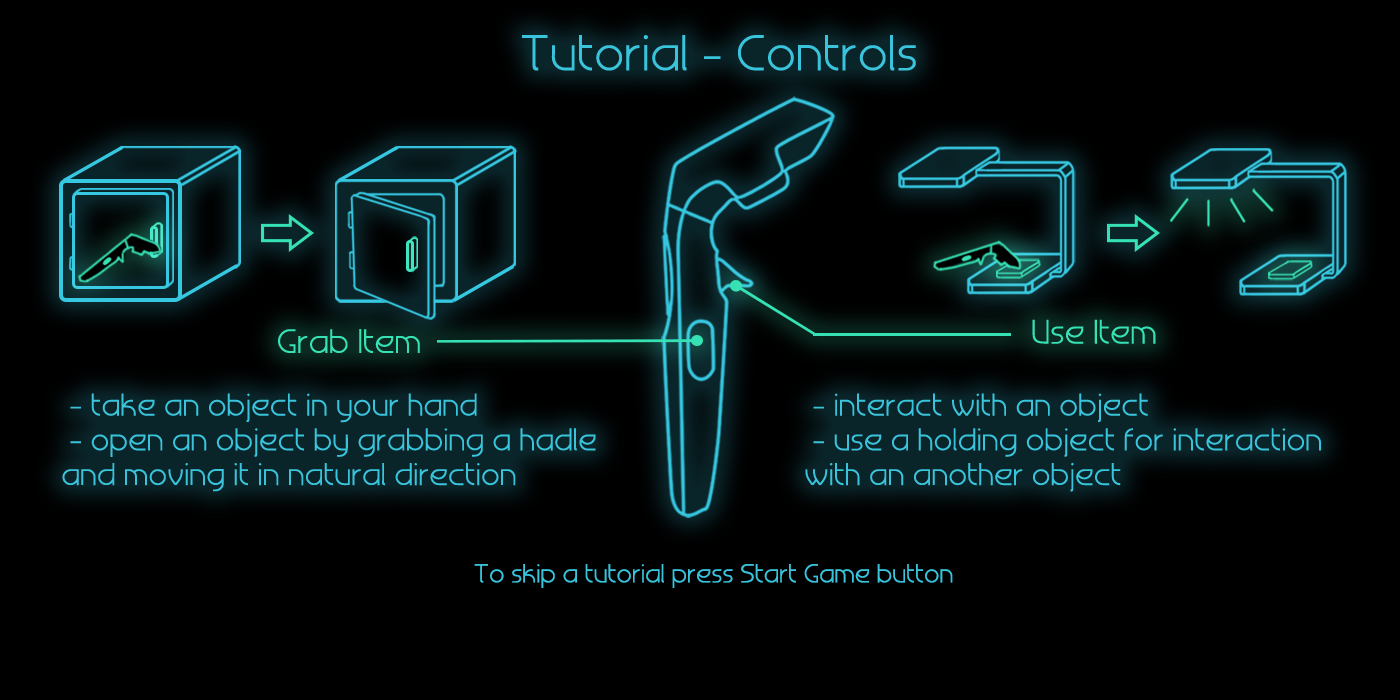 Tutorial - Controls
Grab Item
- take an object in your hand
- open an object by grabbing a hadle
and moving it in natural direction
Use Item
- interact with an object
- use a holding object for interaction
with an another object
To skip a tutorial press Start Game button